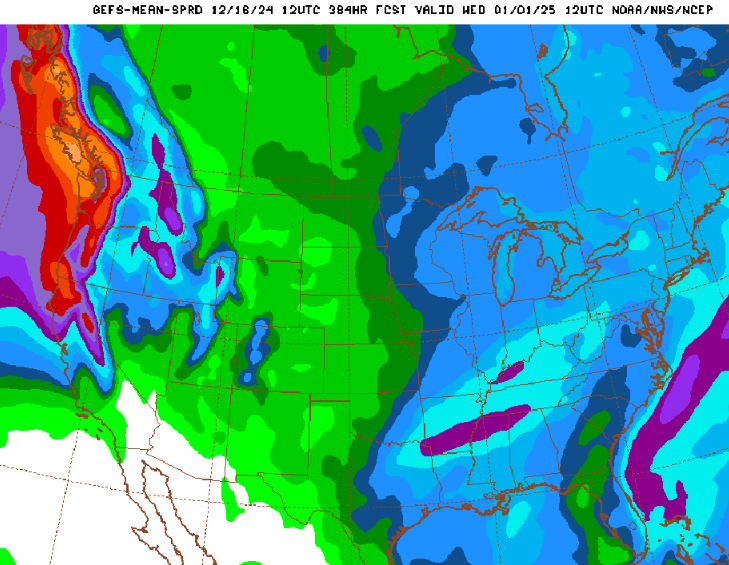 GEFS-MEAN-SPRD 12/16/24 12UTC 384HR FCST VALID WED 01/01/25 12UTC NOAA/NWS/NCEP